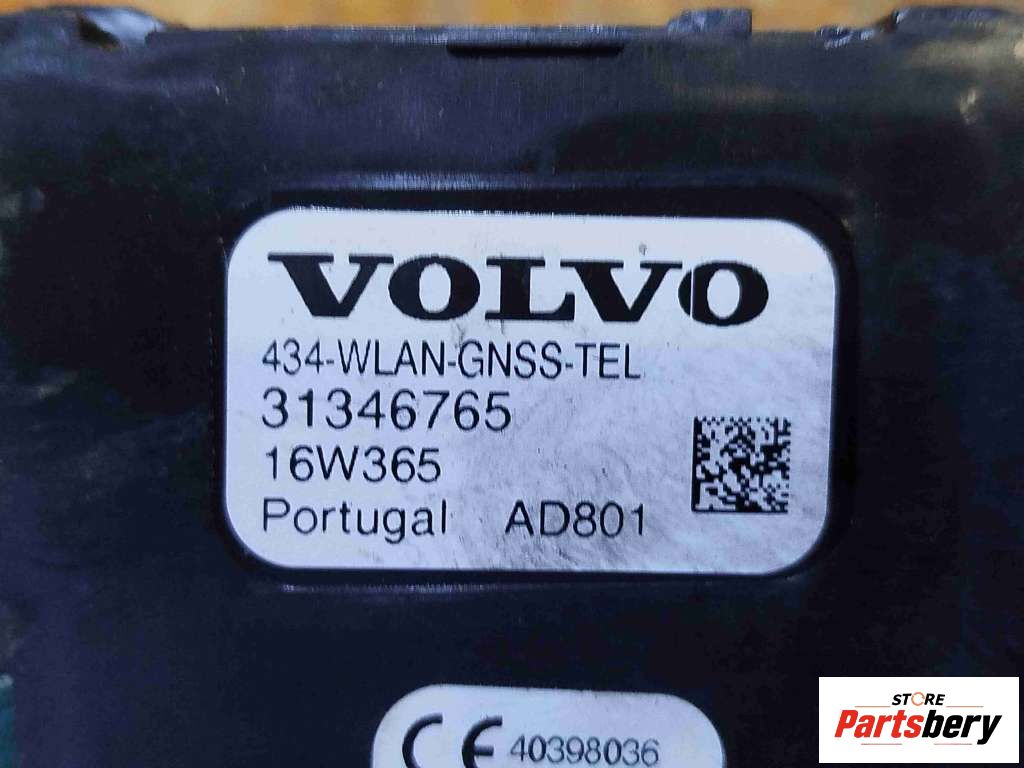 VOLVO
434-WLAN-GNSS-TEL
31346765
16W365
Portugal AD801
CE 40398036
STORE
Partsbery